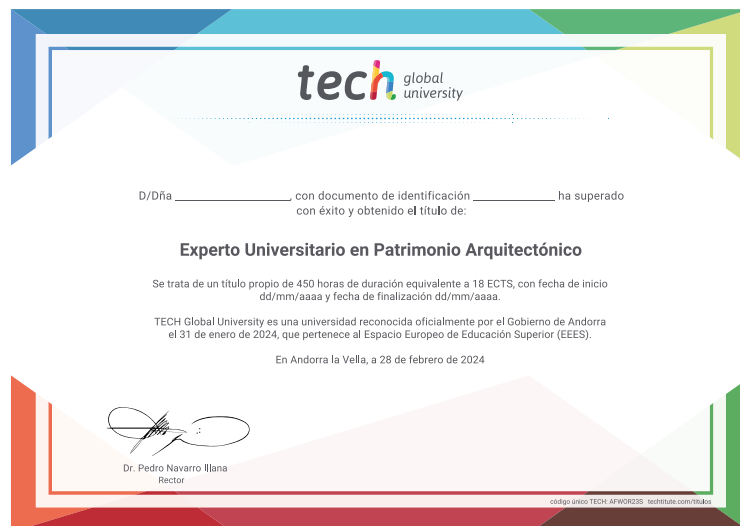 tech global
university
D/Dña ______________, con documento de identificación ______________ ha superado
con éxito y obtenido el título de:
Experto Universitario en Patrimonio Arquitectónico
Se trata de un título propio de 450 horas de duración equivalente a 18 ECTS, con fecha de inicio
dd/mm/aaaa y fecha de finalización dd/mm/aaaa.
TECH Global University es una universidad reconocida oficialmente por el Gobierno de Andorra
el 31 de enero de 2024, que pertenece al Espacio Europeo de Educación Superior (EEES).
En Andorra la Vella, a 28 de febrero de 2024
Dr. Pedro Navarro Illana
Rector
código único TECH: AFWOR23S techtitute.com/titulos